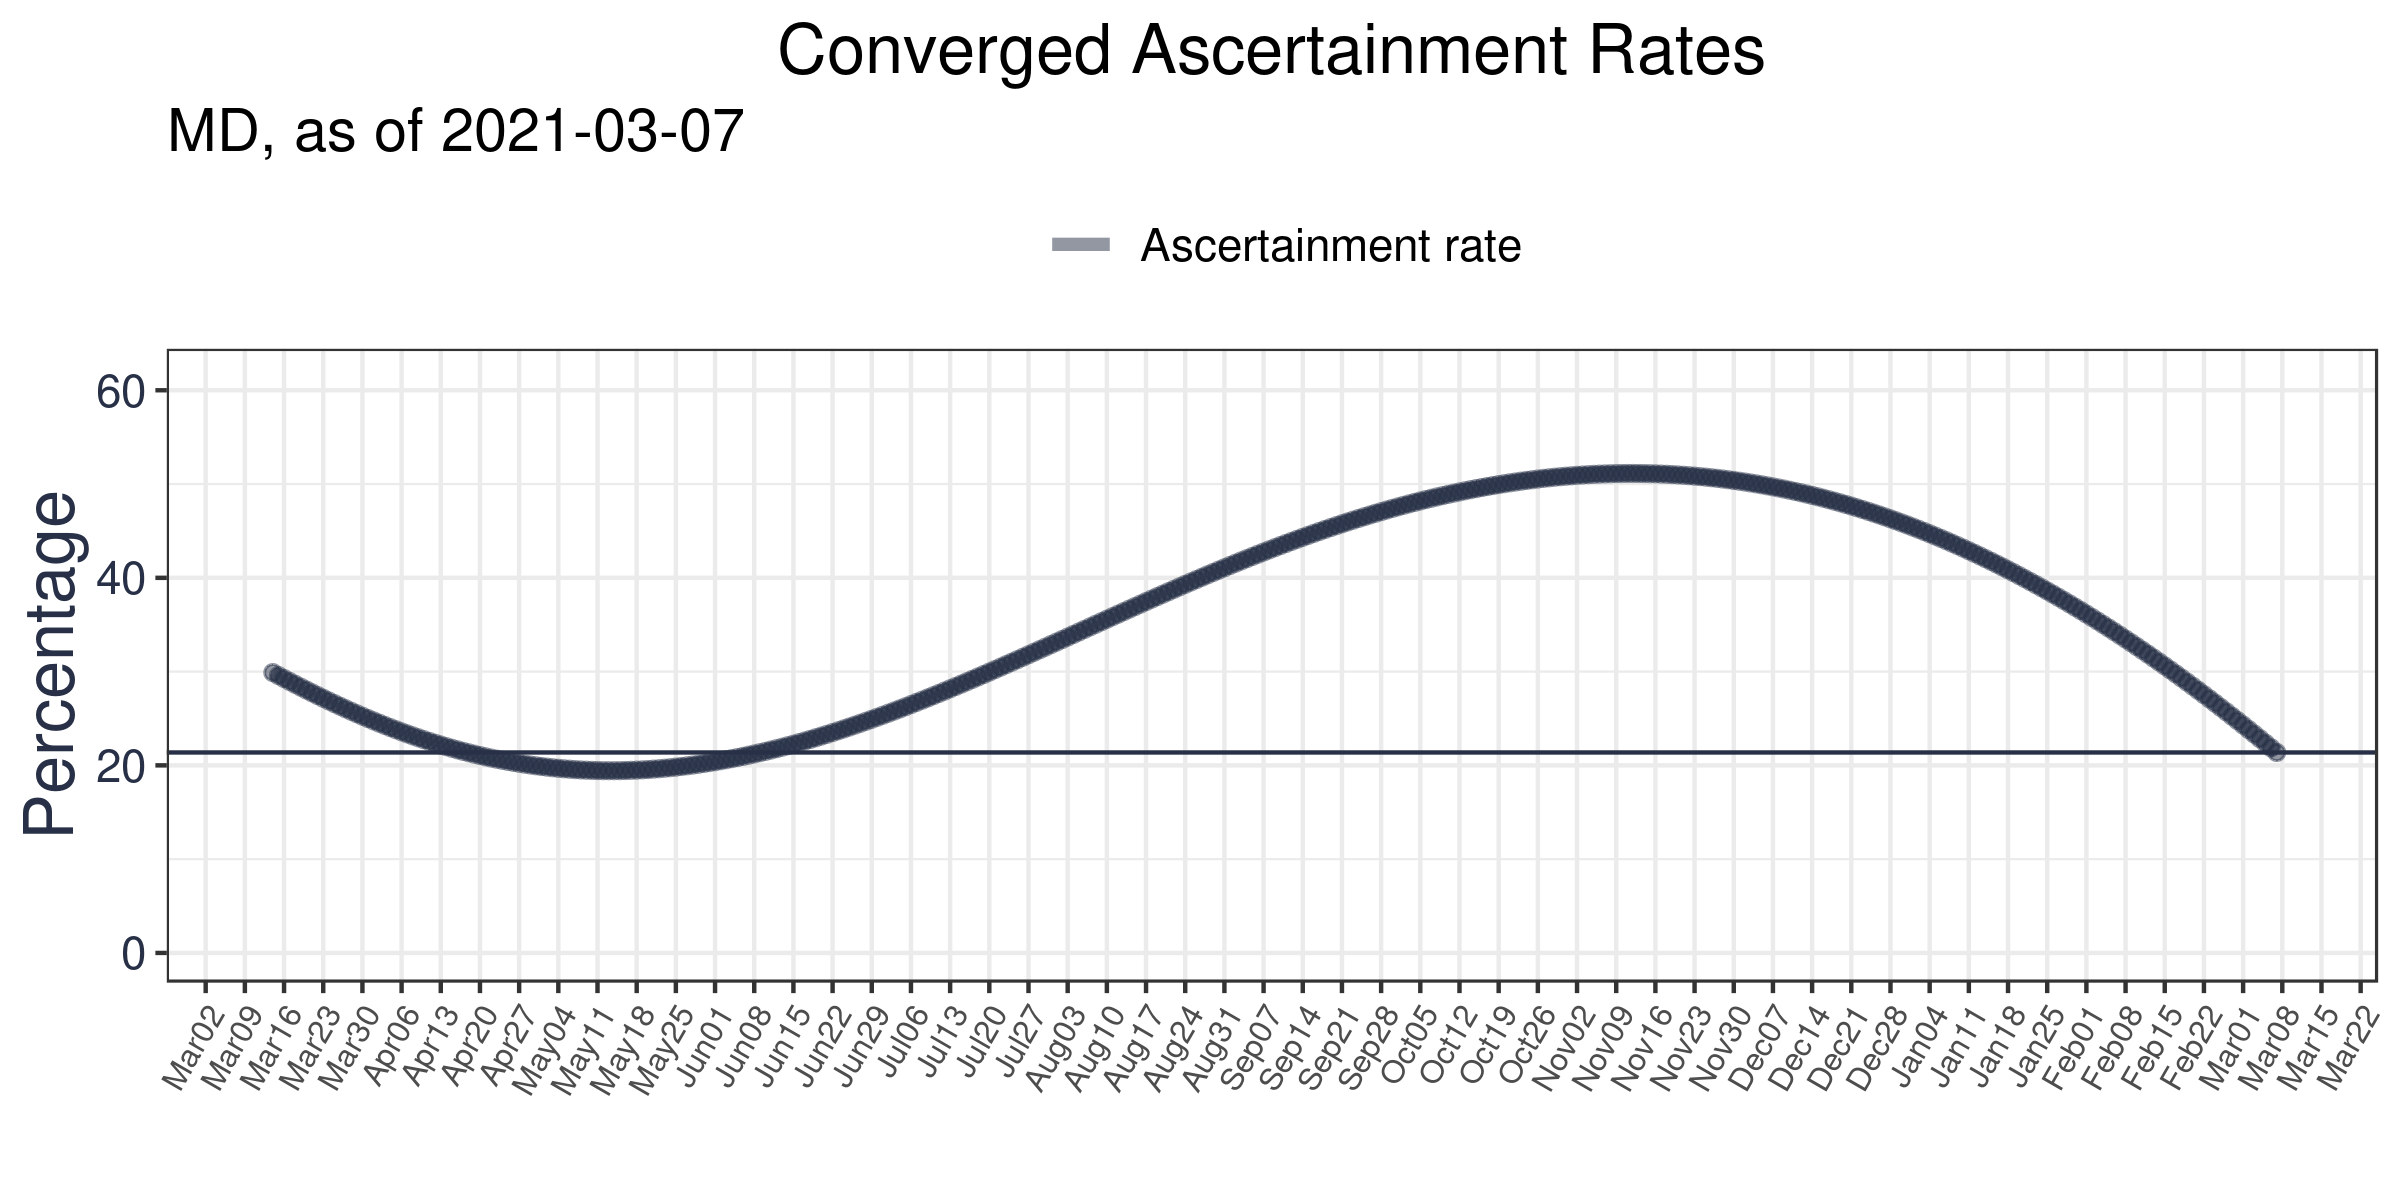 Converged Ascertainment Rates
MD, as of 2021-03-07
Ascertainment rate
Percentage
60
40
20
0
Mar02
Mar09
Mar16
Mar23
Mar30
Apr06
Apr13
Apr20
Apr27
May04
May11
May18
May25
Jun01
Jun08
Jun15
Jun22
Jun29
Jul06
Jul13
Jul20
Jul27
Aug03
Aug10
Aug17
Aug24
Aug31
Sep07
Sep14
Sep21
Sep28
Oct05
Oct12
Oct19
Oct26
Nov02
Nov09
Nov16
Nov23
Nov30
Dec07
Dec14
Dec21
Dec28
Jan04
Jan11
Jan18
Jan25
Feb01
Feb08
Feb15
Feb22
Mar01
Mar08
Mar15
Mar22